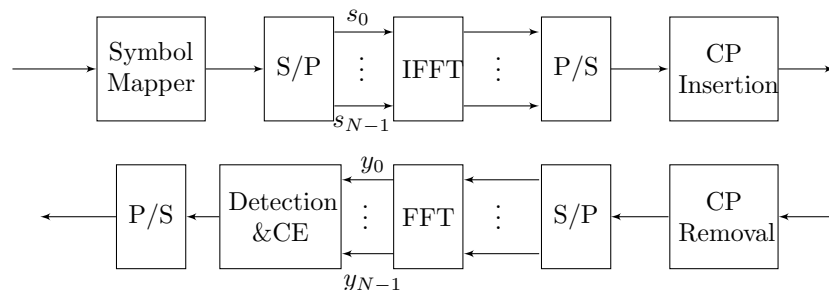 s_0
Symbol
Mapper
S/P
⋮
IFFT
⋮
P/S
CP
Insertion
s_{N−1}
y_0
P/S
Detection
&CE
⋮
FFT
⋮
S/P
CP
Removal
y_{N−1}